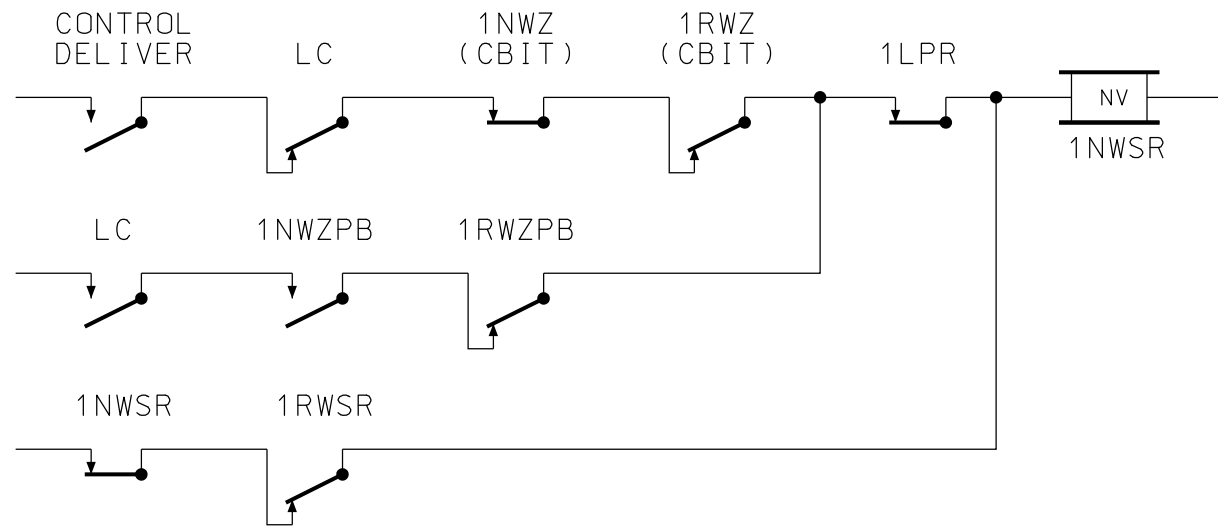 CONTROL
DELIVER
LC
1NWZ
(CBIT)
1RWZ
(CBIT)
1LPR
NV
1NWSR
LC
1NWZPB
1RWZPB
1NWSR
1RWSR